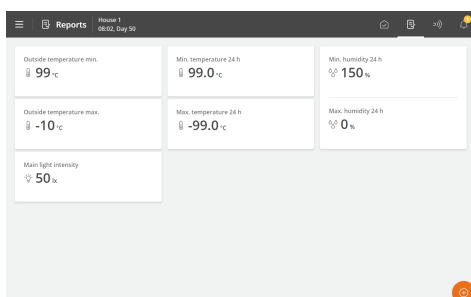 Reports
House 1
08:02, Day 50
Outside temperature min.
99 °C
Min. temperature 24 h
99.0 °C
Min. humidity 24 h
150 %
Outside temperature max.
-10 °C
Max. temperature 24 h
-99.0 °C
Max. humidity 24 h
0 %
Main light intensity
50 lx